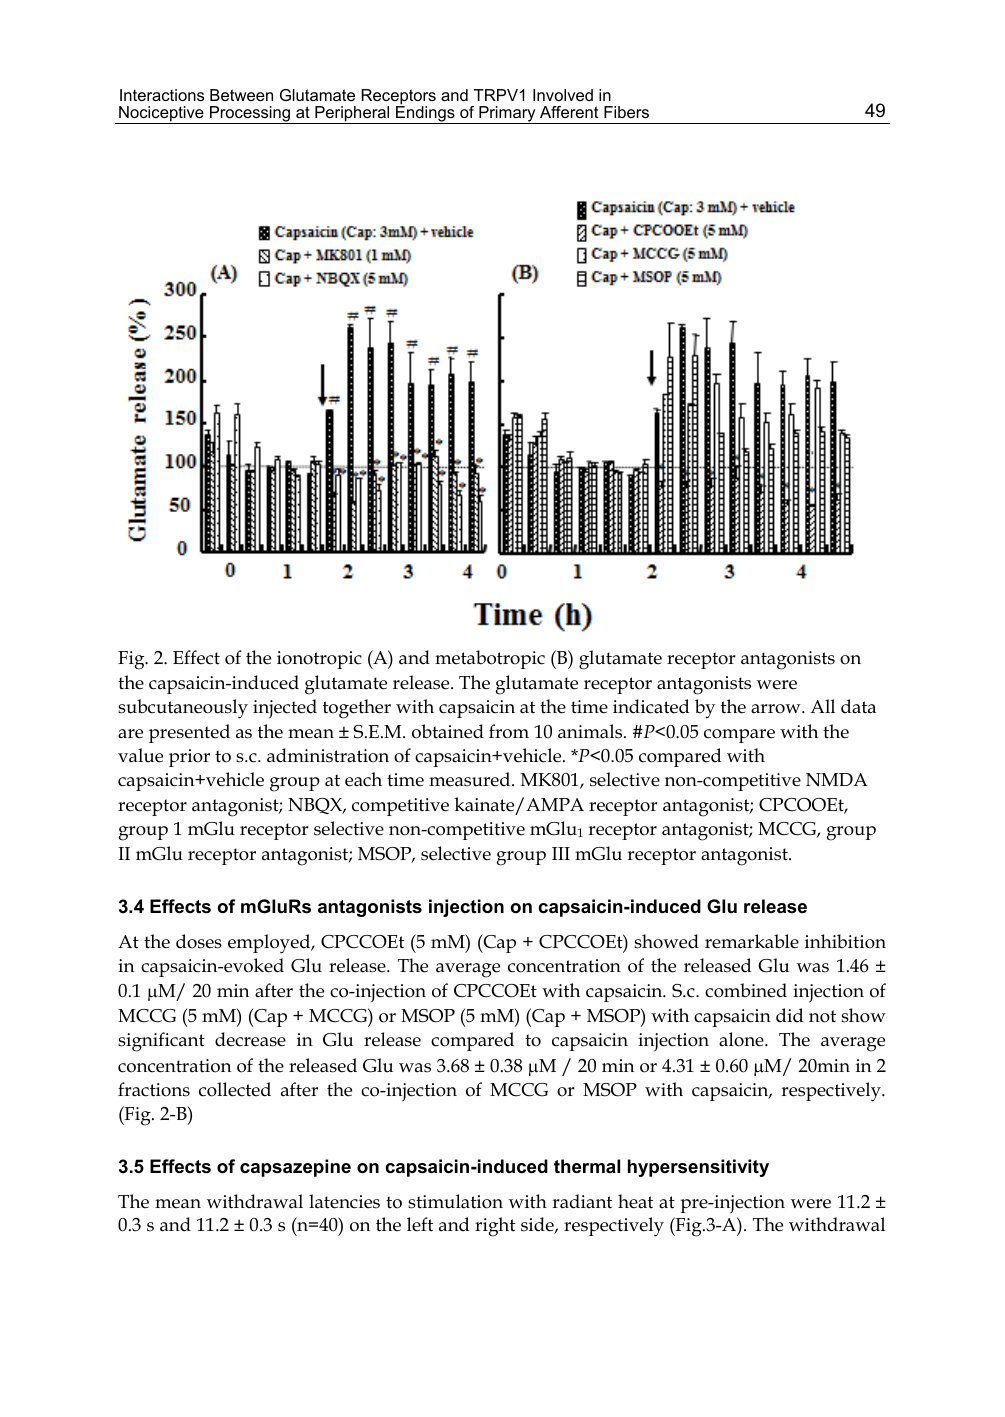 Interactions Between Glutamate Receptors and TRPV1 Involved in
Nociceptive Processing at Peripheral Endings of Primary Afferent Fibers
49
Capsaicin (Cap: 3mM) + vehicle
Cap + MK801 (1 mM)
Cap + NBQX (5 mM)
(A)
Capsaicin (Cap: 3 mM) + vehicle
Cap + CPCOOEt (5 mM)
Cap + MCCG (5 mM)
Cap + MSOP (5 mM)
(B)
Glutamate release (%)
300
250
200
150
100
50
0
# # # # # # # #
0 1 2 3 4
0 1 2 3 4
Time (h)
Fig. 2. Effect of the ionotropic (A) and metabotropic (B) glutamate receptor antagonists on
the capsaicin-induced glutamate release. The glutamate receptor antagonists were
subcutaneously injected together with capsaicin at the time indicated by the arrow. All data
are presented as the mean ± S.E.M. obtained from 10 animals. #P<0.05 compare with the
value prior to s.c. administration of capsaicin+vehicle. *P<0.05 compared with
capsaicin+vehicle group at each time measured. MK801, selective non-competitive NMDA
receptor antagonist; NBQX, competitive kainate/AMPA receptor antagonist; CPCOOEt,
group 1 mGlu receptor selective non-competitive mGlu₁ receptor antagonist; MCCG, group
II mGlu receptor antagonist; MSOP, selective group III mGlu receptor antagonist.
3.4 Effects of mGluRs antagonists injection on capsaicin-induced Glu release
At the doses employed, CPCCOEt (5 mM) (Cap + CPCCOEt) showed remarkable inhibition
in capsaicin-evoked Glu release. The average concentration of the released Glu was 1.46 ±
0.1 μM/ 20 min after the co-injection of CPCCOEt with capsaicin. S.c. combined injection of
MCCG (5 mM) (Cap + MCCG) or MSOP (5 mM) (Cap + MSOP) with capsaicin did not show
significant decrease in Glu release compared to capsaicin injection alone. The average
concentration of the released Glu was 3.68 ± 0.38 μM / 20 min or 4.31 ± 0.60 μM/ 20min in 2
fractions collected after the co-injection of MCCG or MSOP with capsaicin, respectively.
(Fig. 2-B)
3.5 Effects of capsazepine on capsaicin-induced thermal hypersensitivity
The mean withdrawal latencies to stimulation with radiant heat at pre-injection were 11.2 ±
0.3 s and 11.2 ± 0.3 s (n=40) on the left and right side, respectively (Fig.3-A). The withdrawal